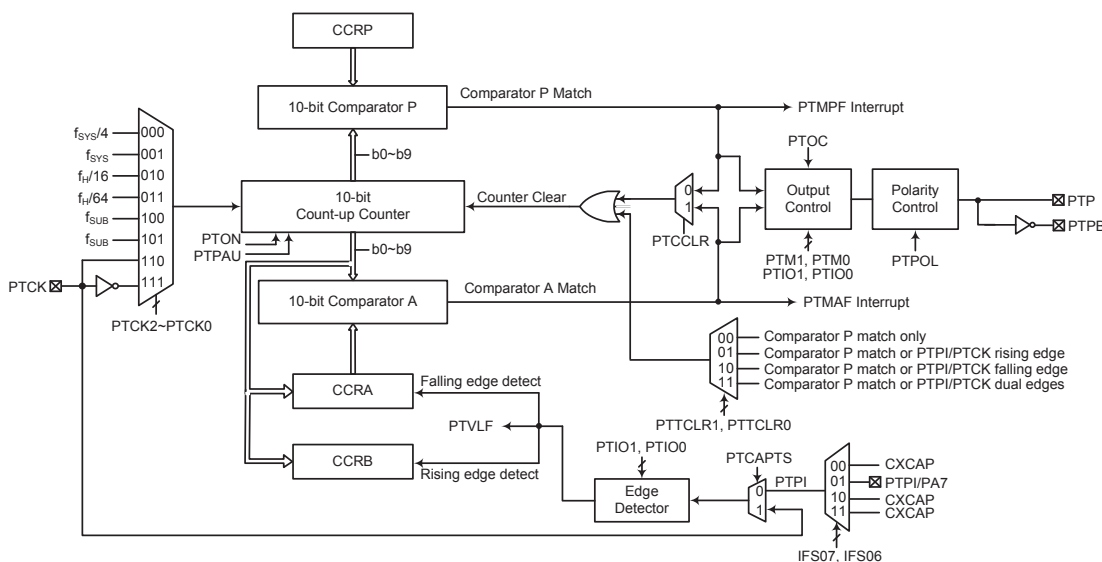 CCRP
10-bit Comparator P
Comparator P Match
PTMPF Interrupt
fSYS/4
fSYS
fH/16
fH/64
fSUB
fSUB
000
001
010
011
100
101
110
111
PTCK
PTCK2~PTCK0
b0~b9
10-bit
Count-up Counter
PTON
PTPAU
b0~b9
Counter Clear
0
1
PTCCLR
PTOC
Output
Control
PTM1, PTM0
PTIO1, PTIO0
Polarity
Control
PTPOL
PTP
PTPB
10-bit Comparator A
Comparator A Match
PTMAF Interrupt
00
01
10
11
Comparator P match only
Comparator P match or PTPI/PTCK rising edge
Comparator P match or PTPI/PTCK falling edge
Comparator P match or PTPI/PTCK dual edges
PTTCLR1, PTTCLR0
CCRA
Falling edge detect
PTVLF
CCRB
Rising edge detect
PTIO1, PTIO0
Edge
Detector
PTCAPTS
0
1
PTPI
00
01
10
11
CXCAP
PTPI/PA7
CXCAP
CXCAP
IFS07, IFS06